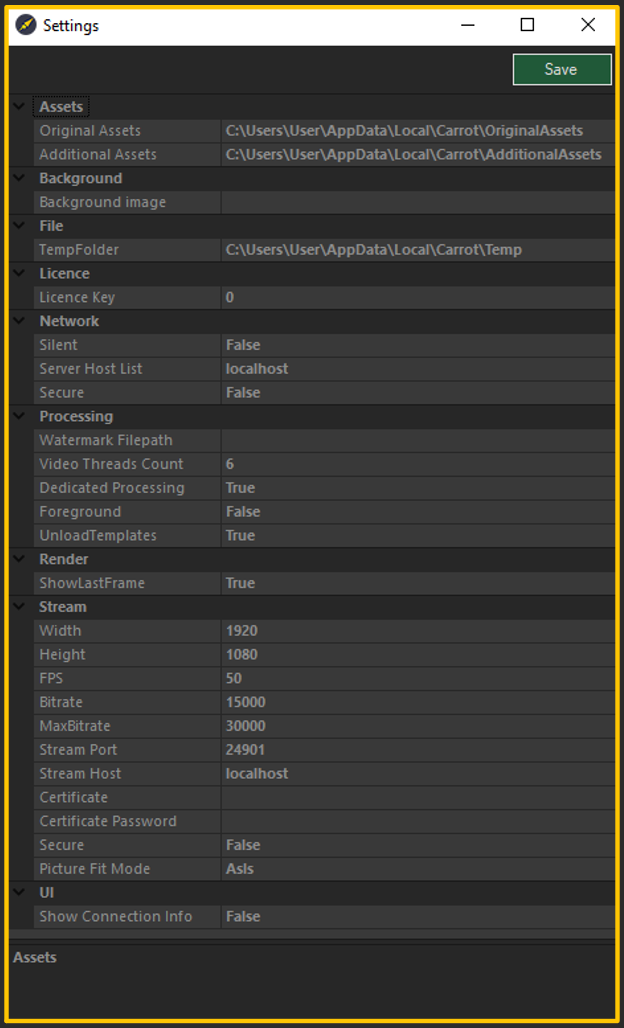 Settings
Save
Assets
Original Assets C:\Users\User\AppData\Local\Carrot\OriginalAssets
Additional Assets C:\Users\User\AppData\Local\Carrot\AdditionalAssets
Background
Background image
File
TempFolder C:\Users\User\AppData\Local\Carrot\Temp
Licence
Licence Key 0
Network
Silent False
Server Host List localhost
Secure False
Processing
Watermark Filepath
Video Threads Count 6
Dedicated Processing True
Foreground False
UnloadTemplates True
Render
ShowLastFrame True
Stream
Width 1920
Height 1080
FPS 50
Bitrate 15000
MaxBitrate 30000
Stream Port 24901
Stream Host localhost
Certificate
Certificate Password
Secure False
Picture Fit Mode AsIs
UI
Show Connection Info False
Assets